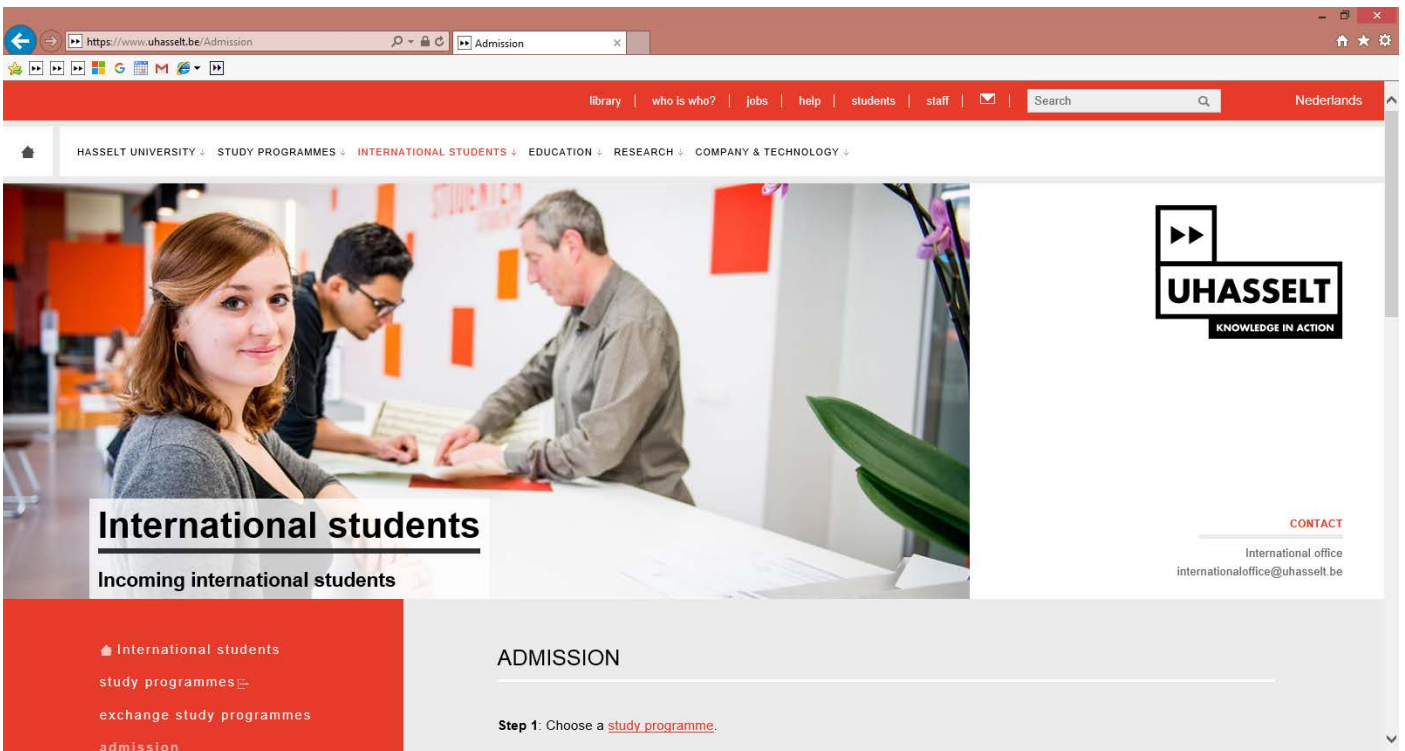 https://www.uhasselt.be/Admission
Admission
library | who is who? | jobs | help | students | staff | | Search
Nederlands
HASSELT UNIVERSITY STUDY PROGRAMMES INTERNATIONAL STUDENTS EDUCATION RESEARCH COMPANY & TECHNOLOGY
STUDENTEN
UHASSELT
KNOWLEDGE IN ACTION
International students
Incoming international students
CONTACT
International office
internationaloffice@uhasselt.be
International students
study programmes
exchange study programmes
admission
ADMISSION
Step 1: Choose a study programme.